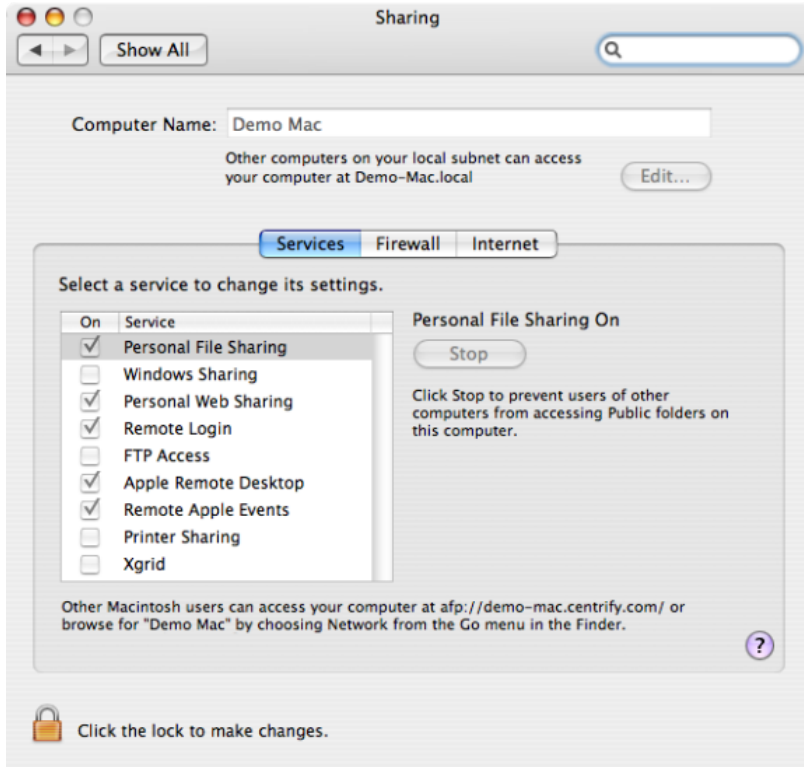 Sharing
Show All
Computer Name: Demo Mac
Other computers on your local subnet can access
your computer at Demo-Mac.local
Edit...
Services Firewall Internet
Select a service to change its settings.
On Service
Personal File Sharing
Windows Sharing
Personal Web Sharing
Remote Login
FTP Access
Apple Remote Desktop
Remote Apple Events
Printer Sharing
Xgrid
Personal File Sharing On
Stop
Click Stop to prevent users of other
computers from accessing Public folders on
this computer.
Other Macintosh users can access your computer at afp://demo-mac.centrify.com/ or
browse for "Demo Mac" by choosing Network from the Go menu in the Finder.
?
Click the lock to make changes.